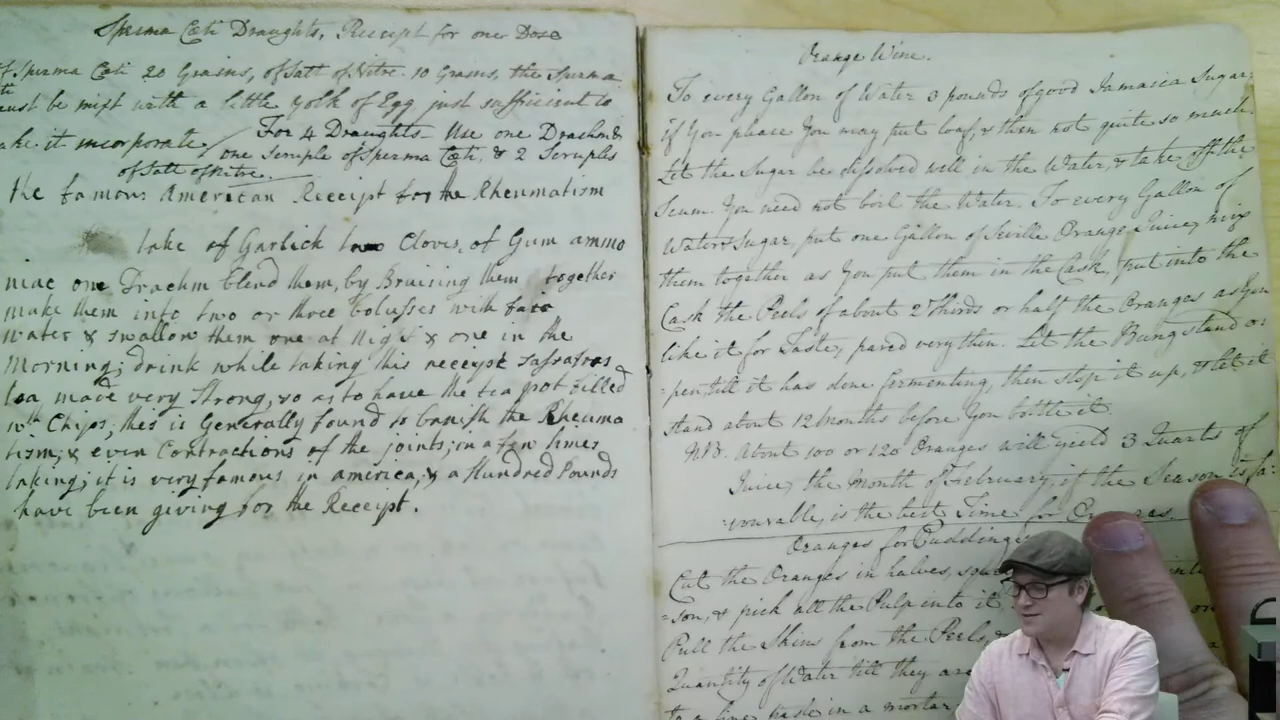 Sperma Cœti Draughts, Receipt for one Dose
of Sperma Cœti 20 Grains, of Salt of Nitre. 10 Grains, the Sperma
must be mixt with a little yolk of Egg just sufficient to
ake it incorporate / For 4 Draughts - Use one Drachm &
one Scruple of Sperma Cœti, & 2 Scruples
of Salt of Nitre.
the famous American Receipt for the Rheumatism
take of Garlick two Cloves, of Gum ammo
niac one Drachm blend them, by Bruising them together
make them into two or three bolusses with fair
water & swallow them one at Night & one in the
Morning; drink while taking this receypt Sassafras
tea made very Strong, so as to have the tea pot filled
wth Chips; this is Generally found to banish the Rheuma
tism; & even Contractions of the joints; in a few times
taking; it is very famous in america, & a Hundred Pounds
have been giving for the Receipt.
Orange Wine.
To every Gallon of Water 3 pounds of good Jamaica Sugar,
if You please You may put loaf, & then not quite so much.
Let the Sugar be dissolved well in the Water, & take off the
Scum. You need not boil the Water. To every Gallon of
Water & Sugar, put one Gallon of Seville Orange Juice, mix
them together as You put them in the Cask, put into the
Cask the Peels of about 2 Thirds or half the Oranges as You
like it for Taste, pared very thin. Let the Bung stand o:
:pen, till it has done fermenting, then stop it up, & let it
stand about 12 Months before You bottle it.
NB. About 100 or 120 Oranges will yield 3 Quarts of
Juice, the Month of February, if the Season is fa:
:vourable, is the best Time for Oranges.
Oranges for Puddings
Cut the Oranges in halves,
:son, & pick all the Pulp into it
Pull the Skins from the Peels, &
Quantity of Water till they are
to a fine paste in a mortar